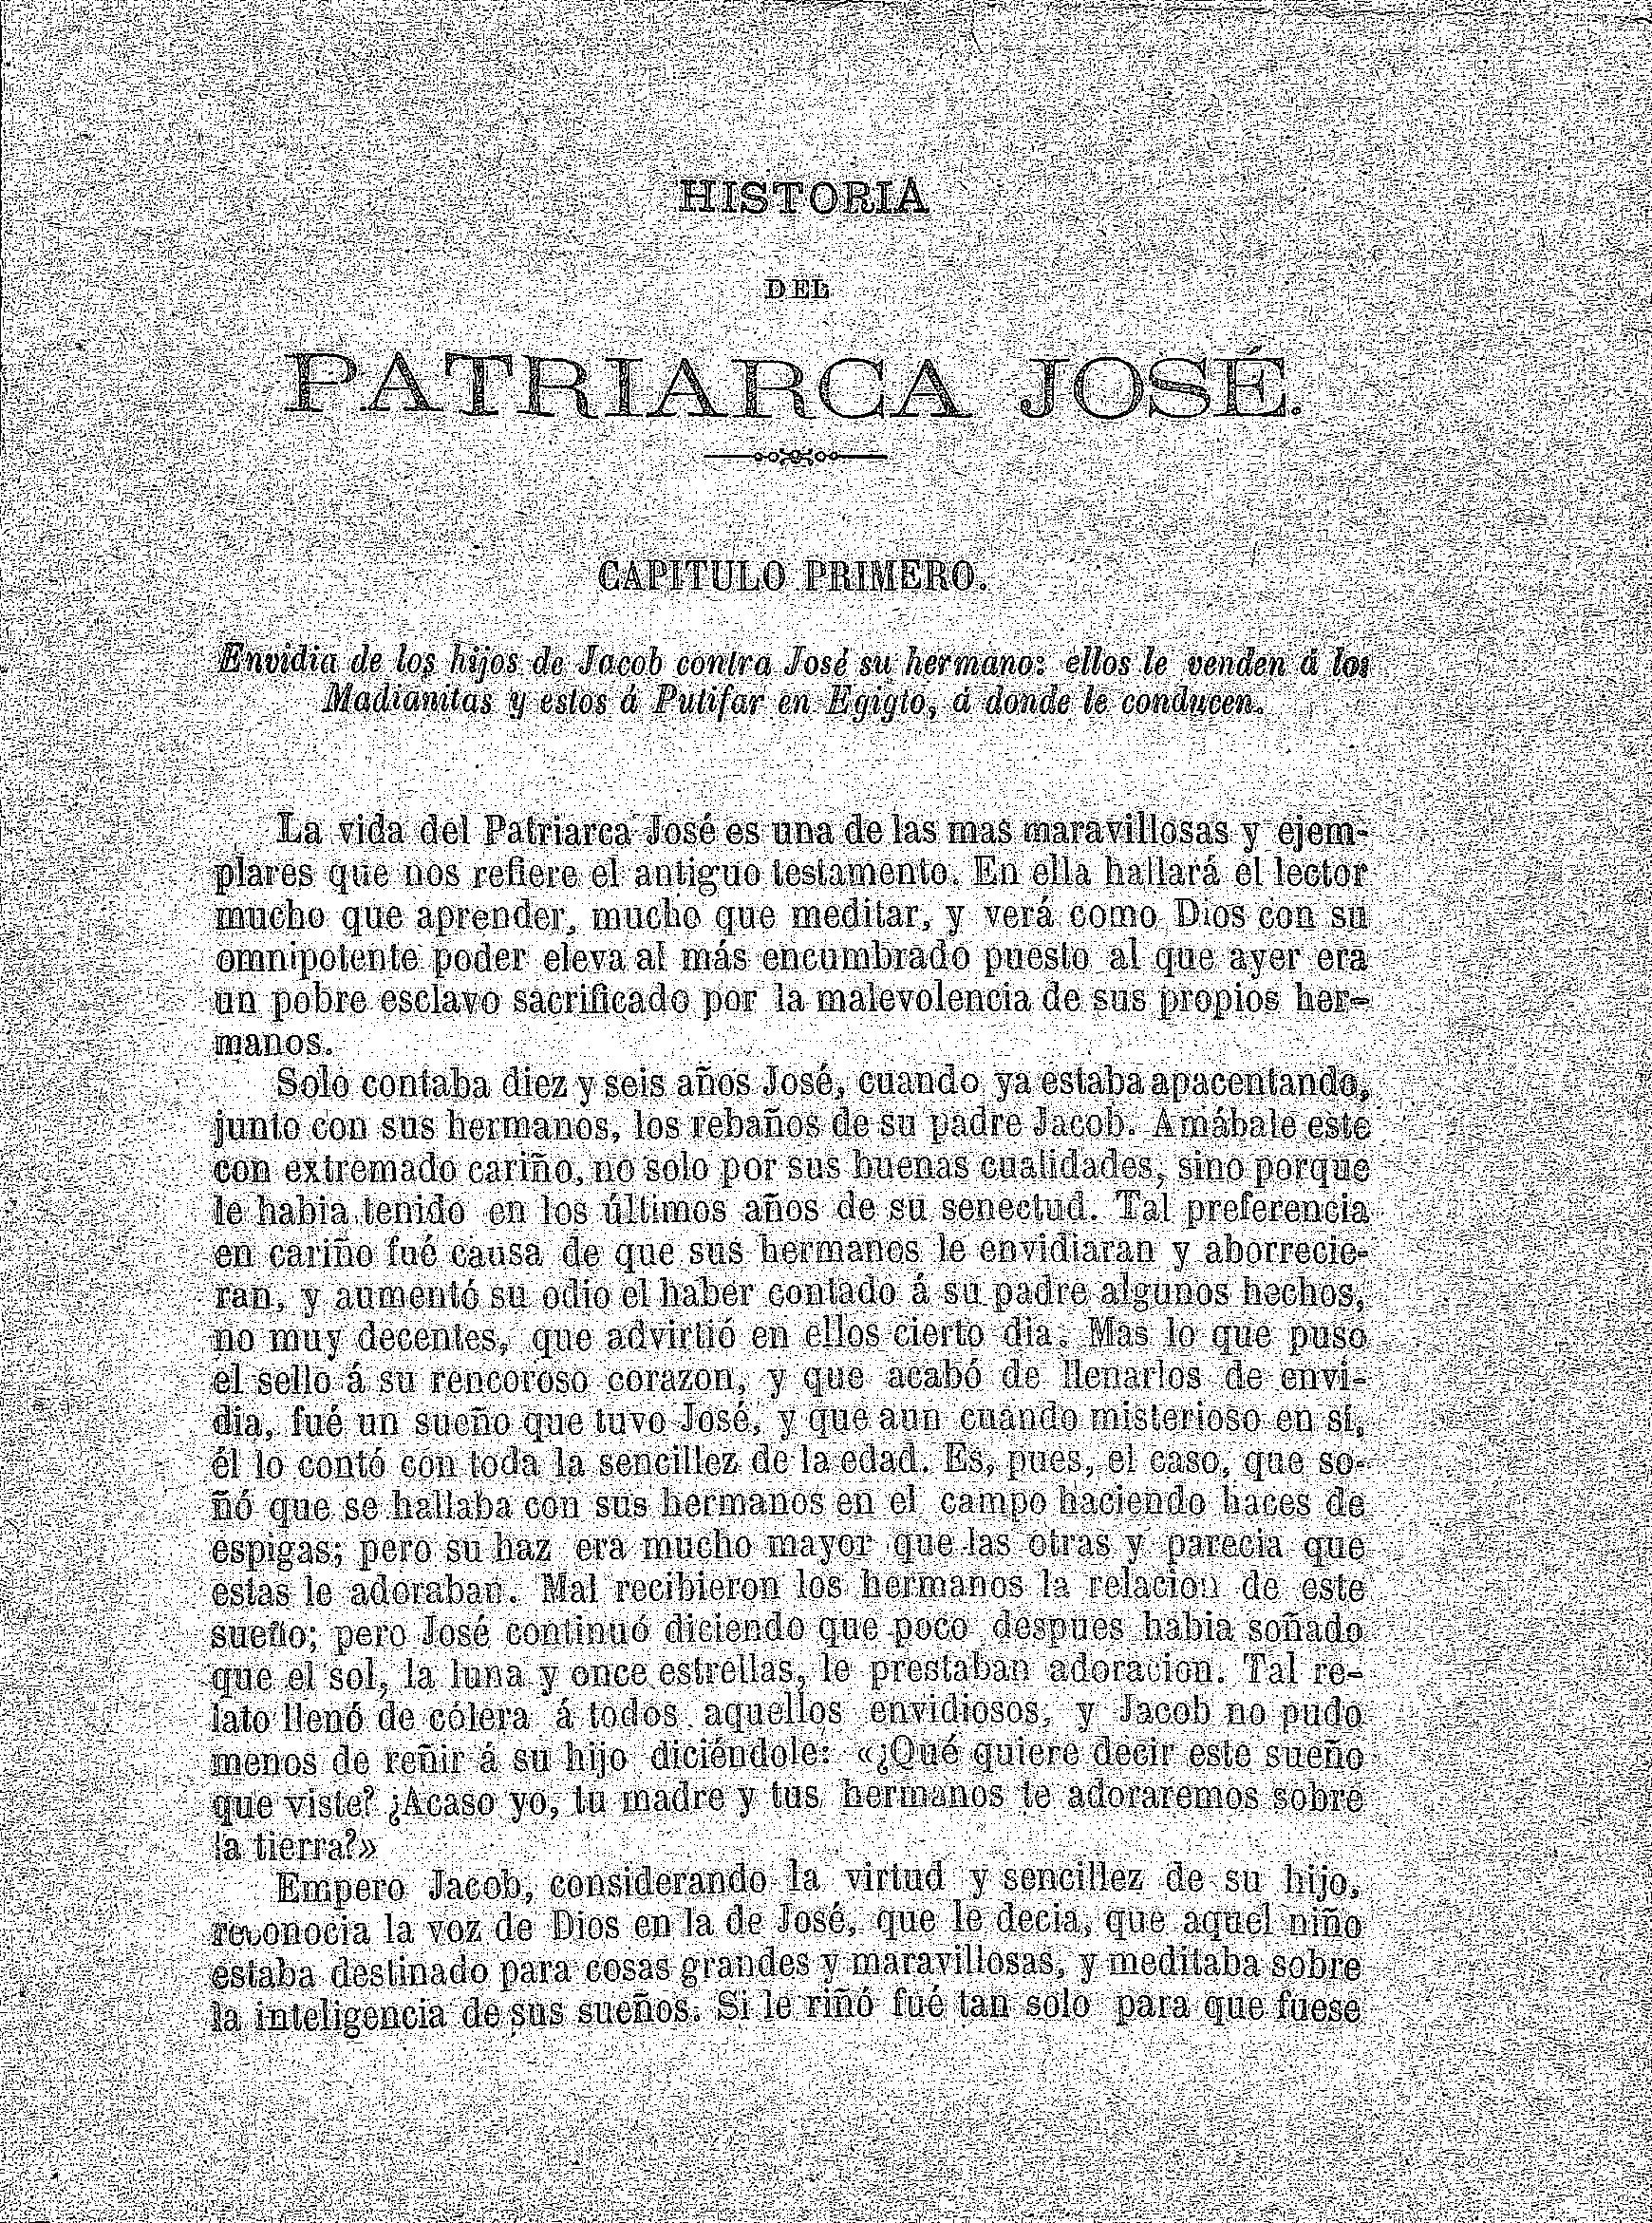 HISTORIA
DEL
PATRIARCA JOSÉ.
CAPITULO PRIMERO.
Envidia de los hijos de Jacob contra José su hermano: ellos le venden á los
Madianitas y estos á Putifar en Egigto, á donde le conducen.
La vida del Patriarca José es una de las mas maravillosas y ejem-
plares que nos refiere el antiguo testamento. En ella hallará el lector
mucho que aprender, mucho que meditar, y verá como Dios con su
omnipotente poder eleva al más encumbrado puesto al que ayer era
un pobre esclavo sacrificado por la malevolencia de sus propios her-
manos.
Solo contaba diez y seis años José, cuando ya estaba apacentando,
junto con sus hermanos, los rebaños de su padre Jacob. Amábale este
con extremado cariño, no solo por sus buenas cualidades, sino porque
le habia tenido en los últimos años de su senectud. Tal preferencia
en cariño fué causa de que sus hermanos le envidiaran y aborrecie-
ran, y aumentó su odio el haber contado á su padre algunos hechos,
no muy decentes, que advirtió en ellos cierto dia. Mas lo que puso
el sello á su rencoroso corazon, y que acabó de llenarlos de envi-
dia, fué un sueño que tuvo José, y que aun cuando misterioso en sí,
él lo contó con toda la sencillez de la edad. Es, pues, el caso, que so-
ñó que se hallaba con sus hermanos en el campo haciendo haces de
espigas; pero su haz era mucho mayor que las otras y parecia que
estas le adoraban. Mal recibieron los hermanos la relacion de este
sueño; pero José continuó diciendo que poco despues habia soñado
que el sol, la luna y once estrellas, le prestaban adoracion. Tal re-
lato llenó de cólera á todos aquellos envidiosos, y Jacob no pudo
menos de reñir á su hijo diciéndole: «¿Qué quiere decir este sueño
que viste? ¿Acaso yo, tu madre y tus hermanos te adoraremos sobre
la tierra?»
Empero Jacob, considerando la virtud y sencillez de su hijo,
reconocia la voz de Dios en la de José, que le decia, que aquel niño
estaba destinado para cosas grandes y maravillosas, y meditaba sobre
la inteligencia de sus sueños. Si le riñó fué tan solo para que fuese